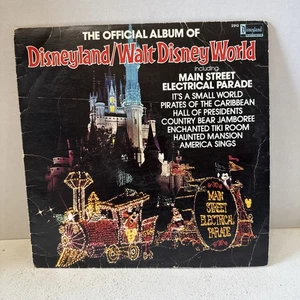 THE OFFICIAL ALBUM OF
Disneyland
Disneyland/Walt Disney World
including:
MAIN STREET
ELECTRICAL PARADE
IT'S A SMALL WORLD
PIRATES OF THE CARIBBEAN
HALL OF PRESIDENTS
COUNTRY BEAR JAMBOREE
ENCHANTED TIKI ROOM
HAUNTED MANSION
AMERICA SINGS
MAIN
STREET
ELECTRICAL
PARADE